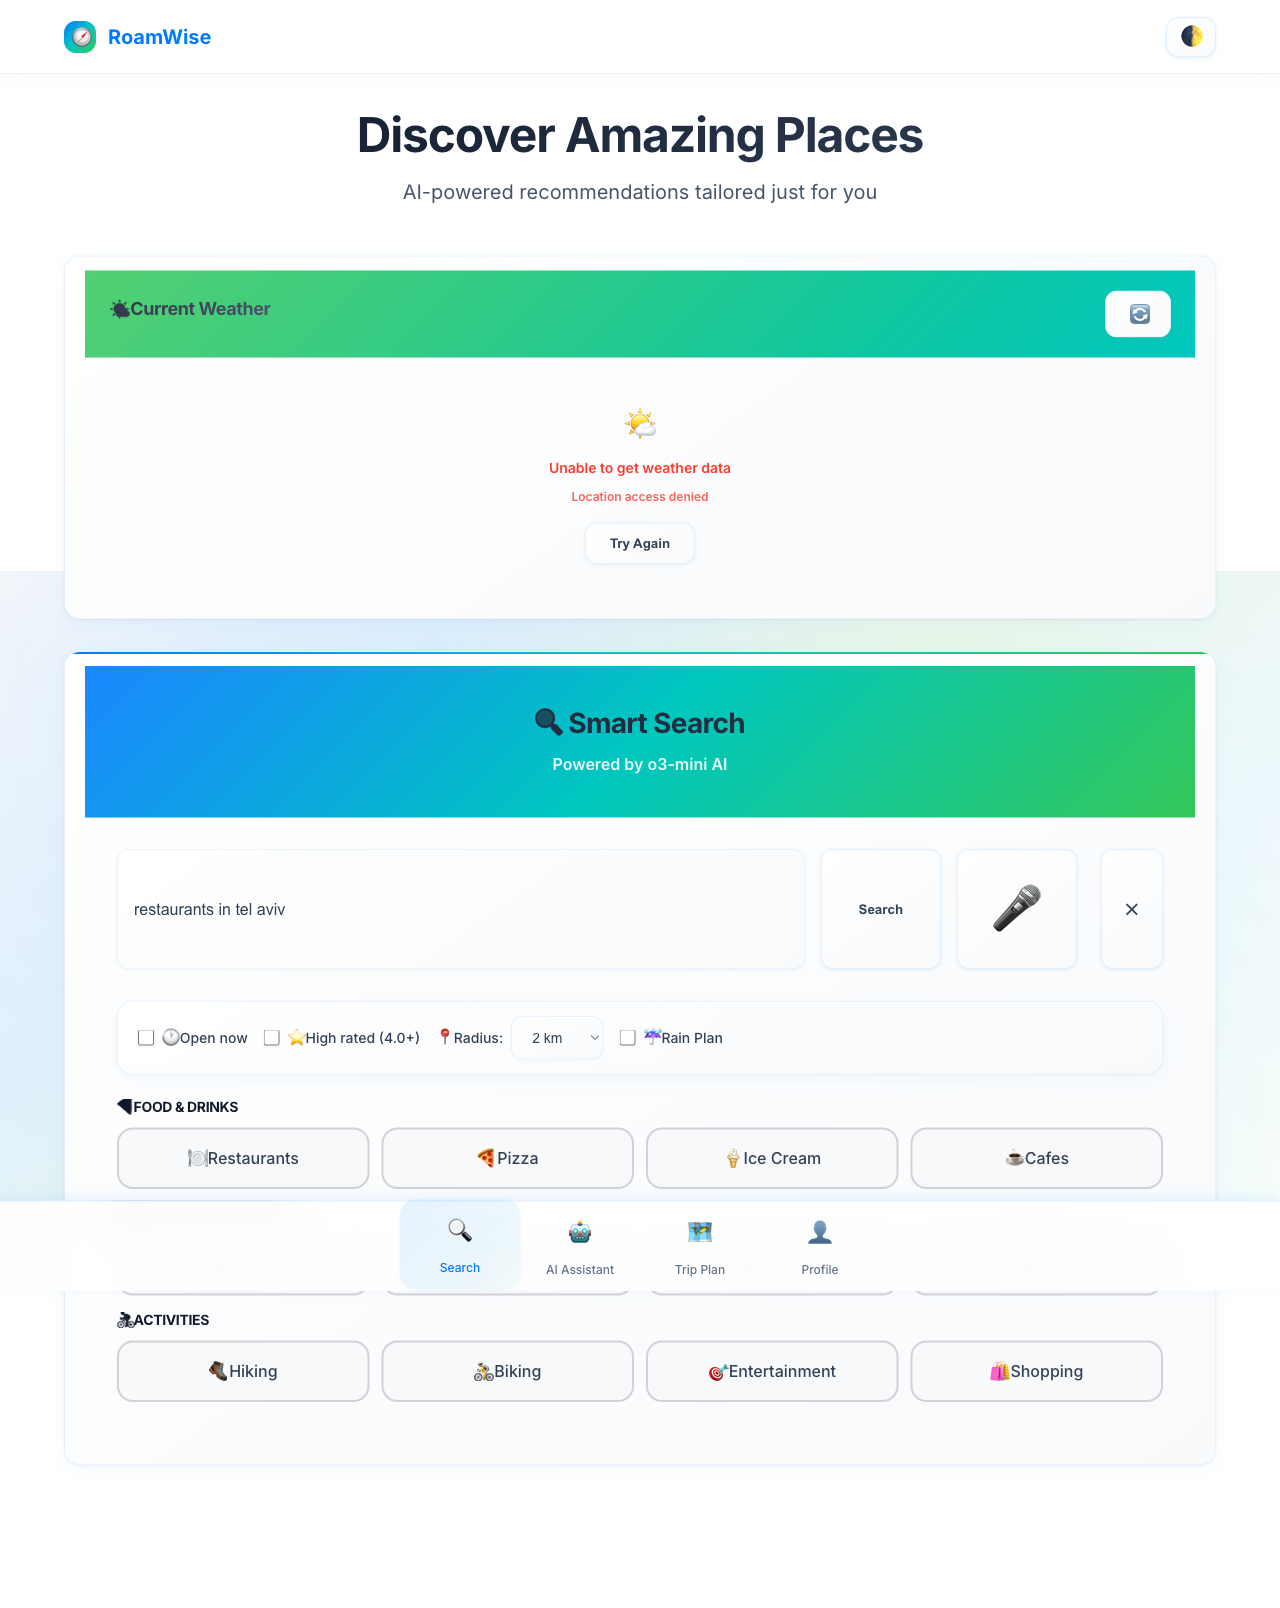 RoamWise
Discover Amazing Places
AI-powered recommendations tailored just for you
Current Weather
Unable to get weather data
Location access denied
Try Again
Smart Search
Powered by o3-mini AI
restaurants in tel aviv
Search
×
Open now
High rated (4.0+)
Radius:
2 km
Rain Plan
FOOD & DRINKS
Restaurants
Pizza
Ice Cream
Cafes
Search
AI Assistant
Trip Plan
Profile
ACTIVITIES
Hiking
Biking
Entertainment
Shopping